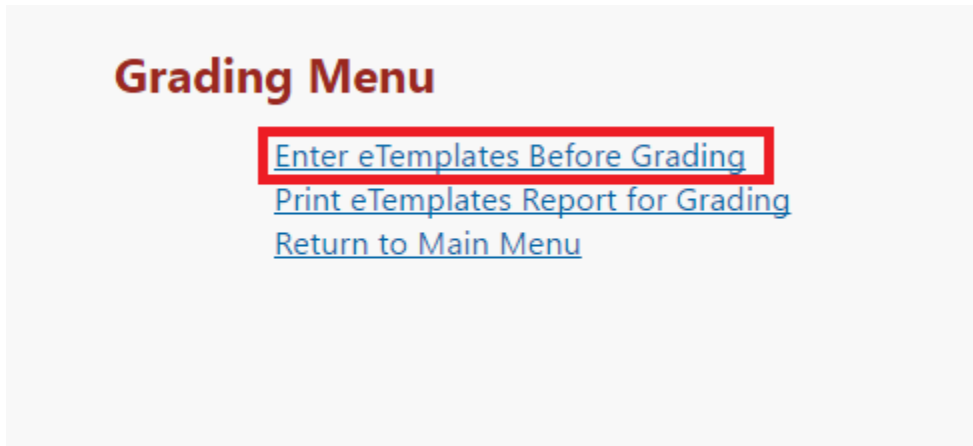 Grading Menu
Enter eTemplates Before Grading
Print eTemplates Report for Grading
Return to Main Menu